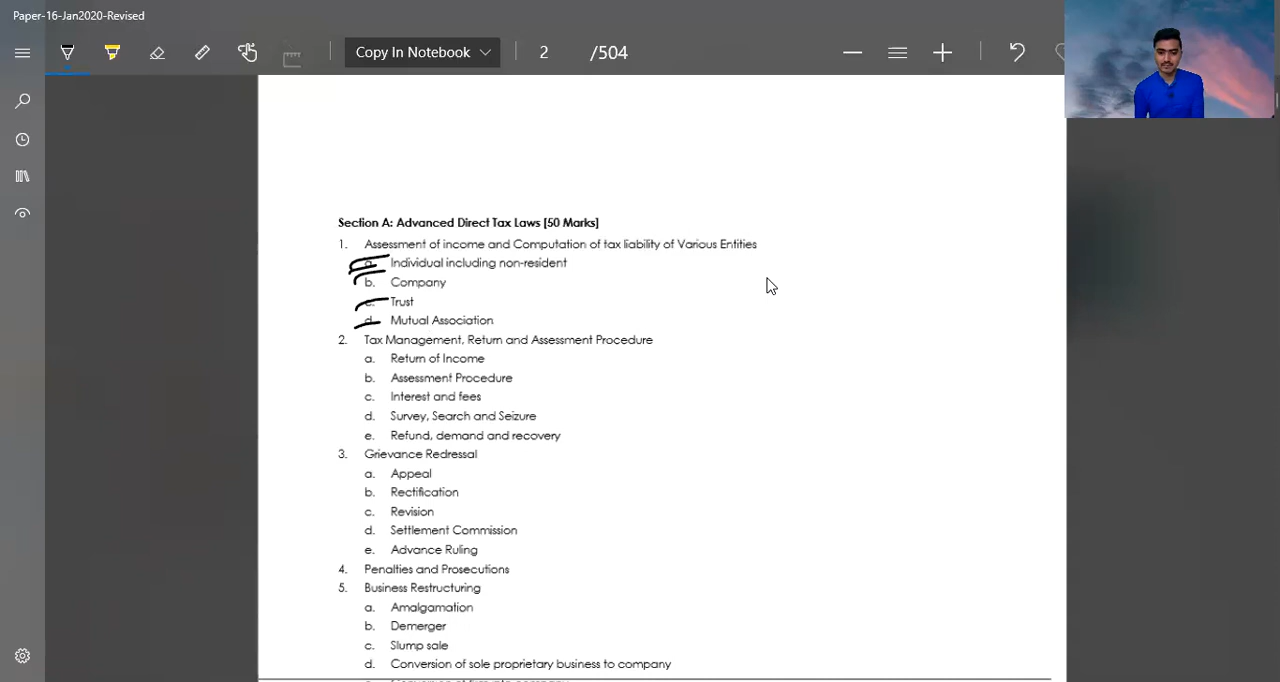 Paper-16-Jan2020-Revised
Copy In Notebook 2 /504
Section A: Advanced Direct Tax Laws [50 Marks]
1. Assessment of income and Computation of tax liability of Various Entities
a. Individual including non-resident
b. Company
c. Trust
d. Mutual Association
2. Tax Management, Return and Assessment Procedure
a. Return of Income
b. Assessment Procedure
c. Interest and fees
d. Survey, Search and Seizure
e. Refund, demand and recovery
3. Grievance Redressal
a. Appeal
b. Rectification
c. Revision
d. Settlement Commission
e. Advance Ruling
4. Penalties and Prosecutions
5. Business Restructuring
a. Amalgamation
b. Demerger
c. Slump sale
d. Conversion of sole proprietary business to company